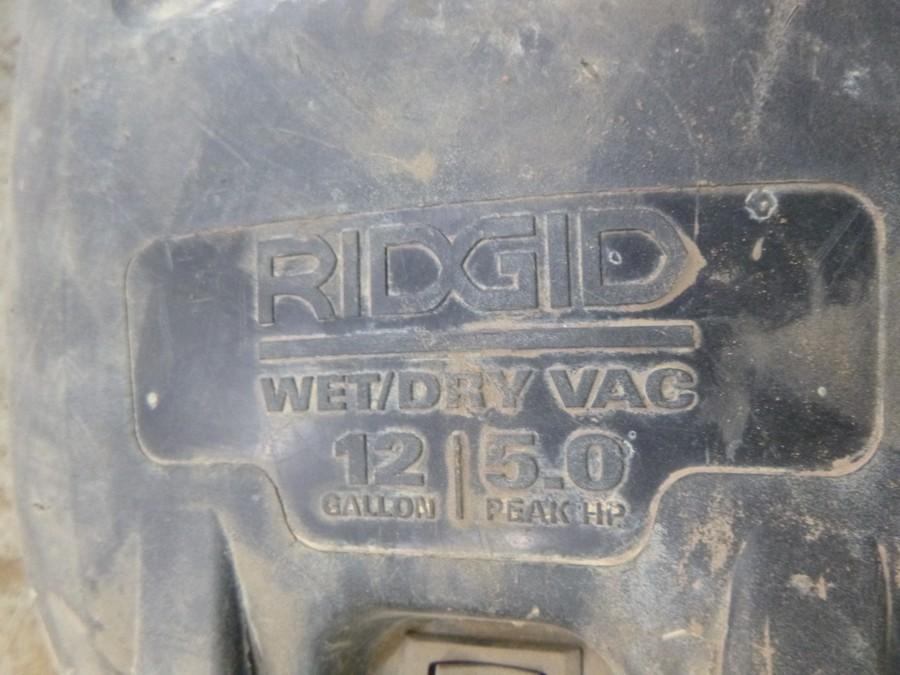 RIDGID
WET/DRY VAC
12 | 5.0
GALLON | PEAK HP